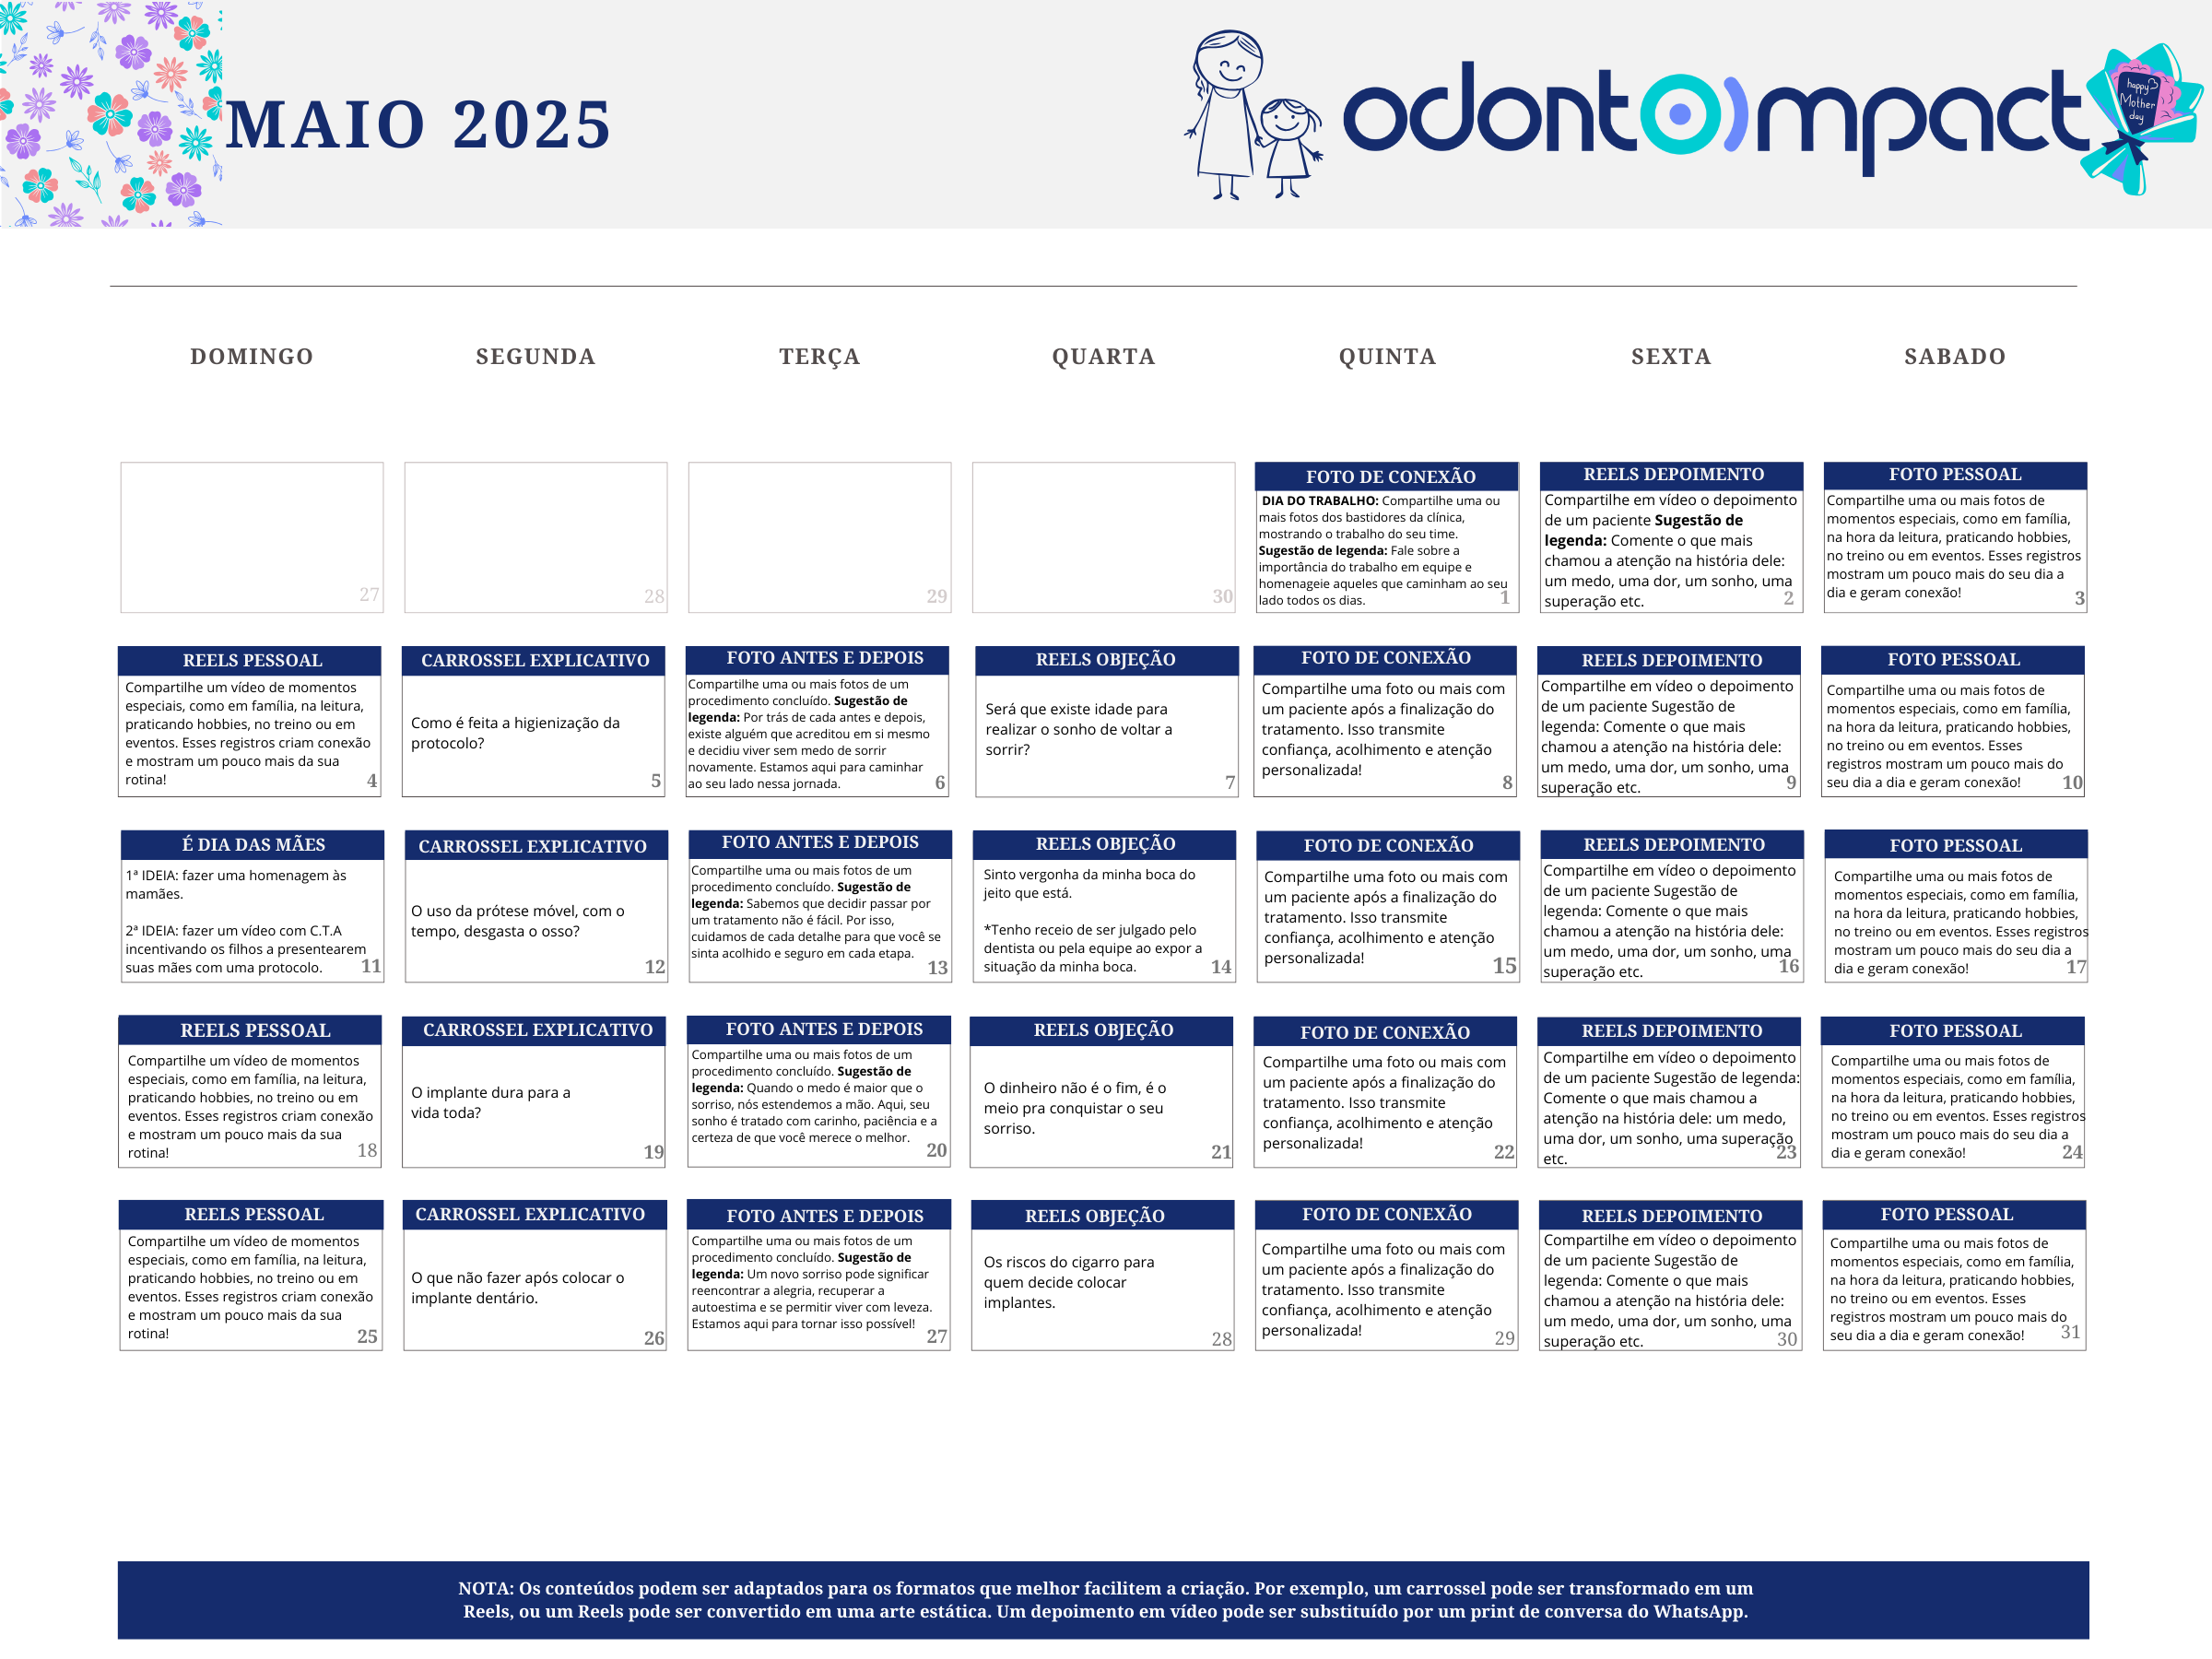 MAIO 2025
odontoimpact
happy
Mother
day
DOMINGO
SEGUNDA
TERÇA
QUARTA
QUINTA
SEXTA
SABADO
27
28
29
30
FOTO DE CONEXÃO
DIA DO TRABALHO: Compartilhe uma ou
mais fotos dos bastidores da clínica,
mostrando o trabalho do seu time.
Sugestão de legenda: Fale sobre a
importância do trabalho em equipe e
homenageie aqueles que caminham ao seu
lado todos os dias.
1
REELS DEPOIMENTO
Compartilhe em vídeo o depoimento
de um paciente Sugestão de
legenda: Comente o que mais
chamou a atenção na história dele:
um medo, uma dor, um sonho, uma
superação etc.
2
FOTO PESSOAL
Compartilhe uma ou mais fotos de
momentos especiais, como em família,
na hora da leitura, praticando hobbies,
no treino ou em eventos. Esses registros
mostram um pouco mais do seu dia a
dia e geram conexão!
3
REELS PESSOAL
Compartilhe um vídeo de momentos
especiais, como em família, na leitura,
praticando hobbies, no treino ou em
eventos. Esses registros criam conexão
e mostram um pouco mais da sua
rotina!
4
CARROSSEL EXPLICATIVO
Como é feita a higienização da
protocolo?
5
FOTO ANTES E DEPOIS
Compartilhe uma ou mais fotos de um
procedimento concluído. Sugestão de
legenda: Por trás de cada antes e depois,
existe alguém que acreditou em si mesmo
e decidiu viver sem medo de sorrir
novamente. Estamos aqui para caminhar
ao seu lado nessa jornada.
6
REELS OBJEÇÃO
Será que existe idade para
realizar o sonho de voltar a
sorrir?
7
FOTO DE CONEXÃO
Compartilhe uma foto ou mais com
um paciente após a finalização do
tratamento. Isso transmite
confiança, acolhimento e atenção
personalizada!
8
REELS DEPOIMENTO
Compartilhe em vídeo o depoimento
de um paciente Sugestão de
legenda: Comente o que mais
chamou a atenção na história dele:
um medo, uma dor, um sonho, uma
superação etc.
9
FOTO PESSOAL
Compartilhe uma ou mais fotos de
momentos especiais, como em família,
na hora da leitura, praticando hobbies,
no treino ou em eventos. Esses
registros mostram um pouco mais do
seu dia a dia e geram conexão!
10
É DIA DAS MÃES
1ª IDEIA: fazer uma homenagem às
mamães.
2ª IDEIA: fazer um vídeo com C.T.A
incentivando os filhos a presentearem
suas mães com uma protocolo.
11
CARROSSEL EXPLICATIVO
O uso da prótese móvel, com o
tempo, desgasta o osso?
12
FOTO ANTES E DEPOIS
Compartilhe uma ou mais fotos de um
procedimento concluído. Sugestão de
legenda: Sabemos que decidir passar por
um tratamento não é fácil. Por isso,
cuidamos de cada detalhe para que você se
sinta acolhido e seguro em cada etapa.
13
REELS OBJEÇÃO
Sinto vergonha da minha boca do
jeito que está.
*Tenho receio de ser julgado pelo
dentista ou pela equipe ao expor a
situação da minha boca.
14
FOTO DE CONEXÃO
Compartilhe uma foto ou mais com
um paciente após a finalização do
tratamento. Isso transmite
confiança, acolhimento e atenção
personalizada!
15
REELS DEPOIMENTO
Compartilhe em vídeo o depoimento
de um paciente Sugestão de
legenda: Comente o que mais
chamou a atenção na história dele:
um medo, uma dor, um sonho, uma
superação etc.
16
FOTO PESSOAL
Compartilhe uma ou mais fotos de
momentos especiais, como em família,
na hora da leitura, praticando hobbies,
no treino ou em eventos. Esses registros
mostram um pouco mais do seu dia a
dia e geram conexão!
17
REELS PESSOAL
Compartilhe um vídeo de momentos
especiais, como em família, na leitura,
praticando hobbies, no treino ou em
eventos. Esses registros criam conexão
e mostram um pouco mais da sua
rotina!
18
CARROSSEL EXPLICATIVO
O implante dura para a
vida toda?
19
FOTO ANTES E DEPOIS
Compartilhe uma ou mais fotos de um
procedimento concluído. Sugestão de
legenda: Quando o medo é maior que o
sorriso, nós estendemos a mão. Aqui, seu
sonho é tratado com carinho, paciência e a
certeza de que você merece o melhor.
20
REELS OBJEÇÃO
O dinheiro não é o fim, é o
meio pra conquistar o seu
sorriso.
21
FOTO DE CONEXÃO
Compartilhe uma foto ou mais com
um paciente após a finalização do
tratamento. Isso transmite
confiança, acolhimento e atenção
personalizada!
22
REELS DEPOIMENTO
Compartilhe em vídeo o depoimento
de um paciente Sugestão de legenda:
Comente o que mais chamou a
atenção na história dele: um medo,
uma dor, um sonho, uma superação
etc.
23
FOTO PESSOAL
Compartilhe uma ou mais fotos de
momentos especiais, como em família,
na hora da leitura, praticando hobbies,
no treino ou em eventos. Esses registros
mostram um pouco mais do seu dia a
dia e geram conexão!
24
REELS PESSOAL
Compartilhe um vídeo de momentos
especiais, como em família, na leitura,
praticando hobbies, no treino ou em
eventos. Esses registros criam conexão
e mostram um pouco mais da sua
rotina!
25
CARROSSEL EXPLICATIVO
O que não fazer após colocar o
implante dentário.
26
FOTO ANTES E DEPOIS
Compartilhe uma ou mais fotos de um
procedimento concluído. Sugestão de
legenda: Um novo sorriso pode significar
reencontrar a alegria, recuperar a
autoestima e se permitir viver com leveza.
Estamos aqui para tornar isso possível!
27
REELS OBJEÇÃO
Os riscos do cigarro para
quem decide colocar
implantes.
28
FOTO DE CONEXÃO
Compartilhe uma foto ou mais com
um paciente após a finalização do
tratamento. Isso transmite
confiança, acolhimento e atenção
personalizada!
29
REELS DEPOIMENTO
Compartilhe em vídeo o depoimento
de um paciente Sugestão de
legenda: Comente o que mais
chamou a atenção na história dele:
um medo, uma dor, um sonho, uma
superação etc.
30
FOTO PESSOAL
Compartilhe uma ou mais fotos de
momentos especiais, como em família,
na hora da leitura, praticando hobbies,
no treino ou em eventos. Esses
registros mostram um pouco mais do
seu dia a dia e geram conexão!
31
NOTA: Os conteúdos podem ser adaptados para os formatos que melhor facilitem a criação. Por exemplo, um carrossel pode ser transformado em um
Reels, ou um Reels pode ser convertido em uma arte estática. Um depoimento em vídeo pode ser substituído por um print de conversa do WhatsApp.